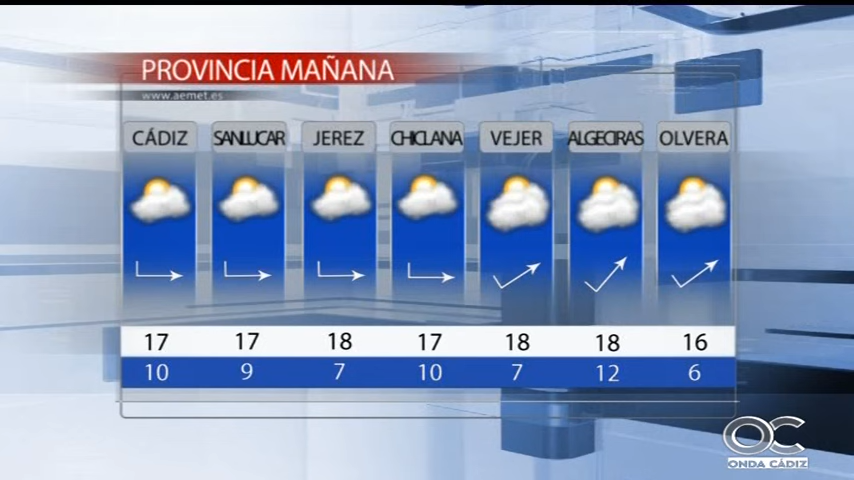 PROVINCIA MAÑANA
www.aemet.es
CÁDIZ SANLUCAR JEREZ CHICLANA VEJER ALGECIRAS OLVERA
17 17 18 17 18 18 16
10 9 7 10 7 12 6
OC
ONDA CÁDIZ